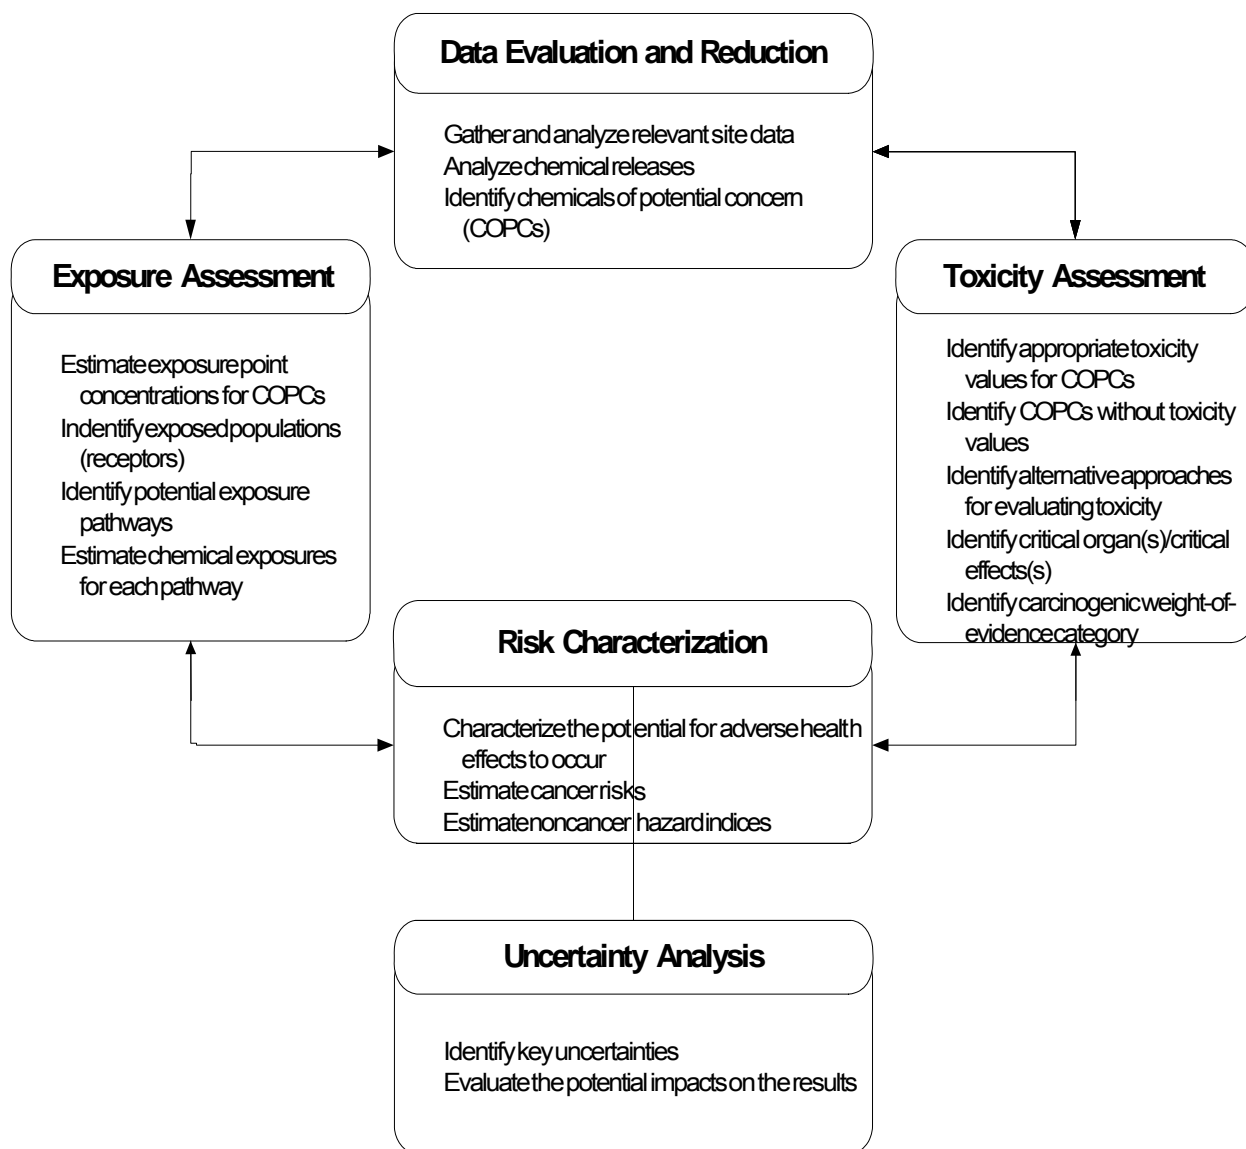 Data Evaluation and Reduction
Gather and analyze relevant site data
Analyze chemical releases
Identify chemicals of potential concern
(COPCs)
Exposure Assessment
Estimate exposure point
concentrations for COPCs
Indentify exposed populations
(receptors)
Identify potential exposure
pathways
Estimate chemical exposures
for each pathway
Toxicity Assessment
Identify appropriate toxicity
values for COPCs
Identify COPCs without toxicity
values
Identify alternative approaches
for evaluating toxicity
Identify critical organ(s)/critical
effects(s)
Identify carcinogenic weight-of-
evidence category
Risk Characterization
Characterize the potential for adverse health
effects to occur
Estimate cancer risks
Estimate noncancer hazard indices
Uncertainty Analysis
Identify key uncertainties
Evaluate the potential impacts on the results